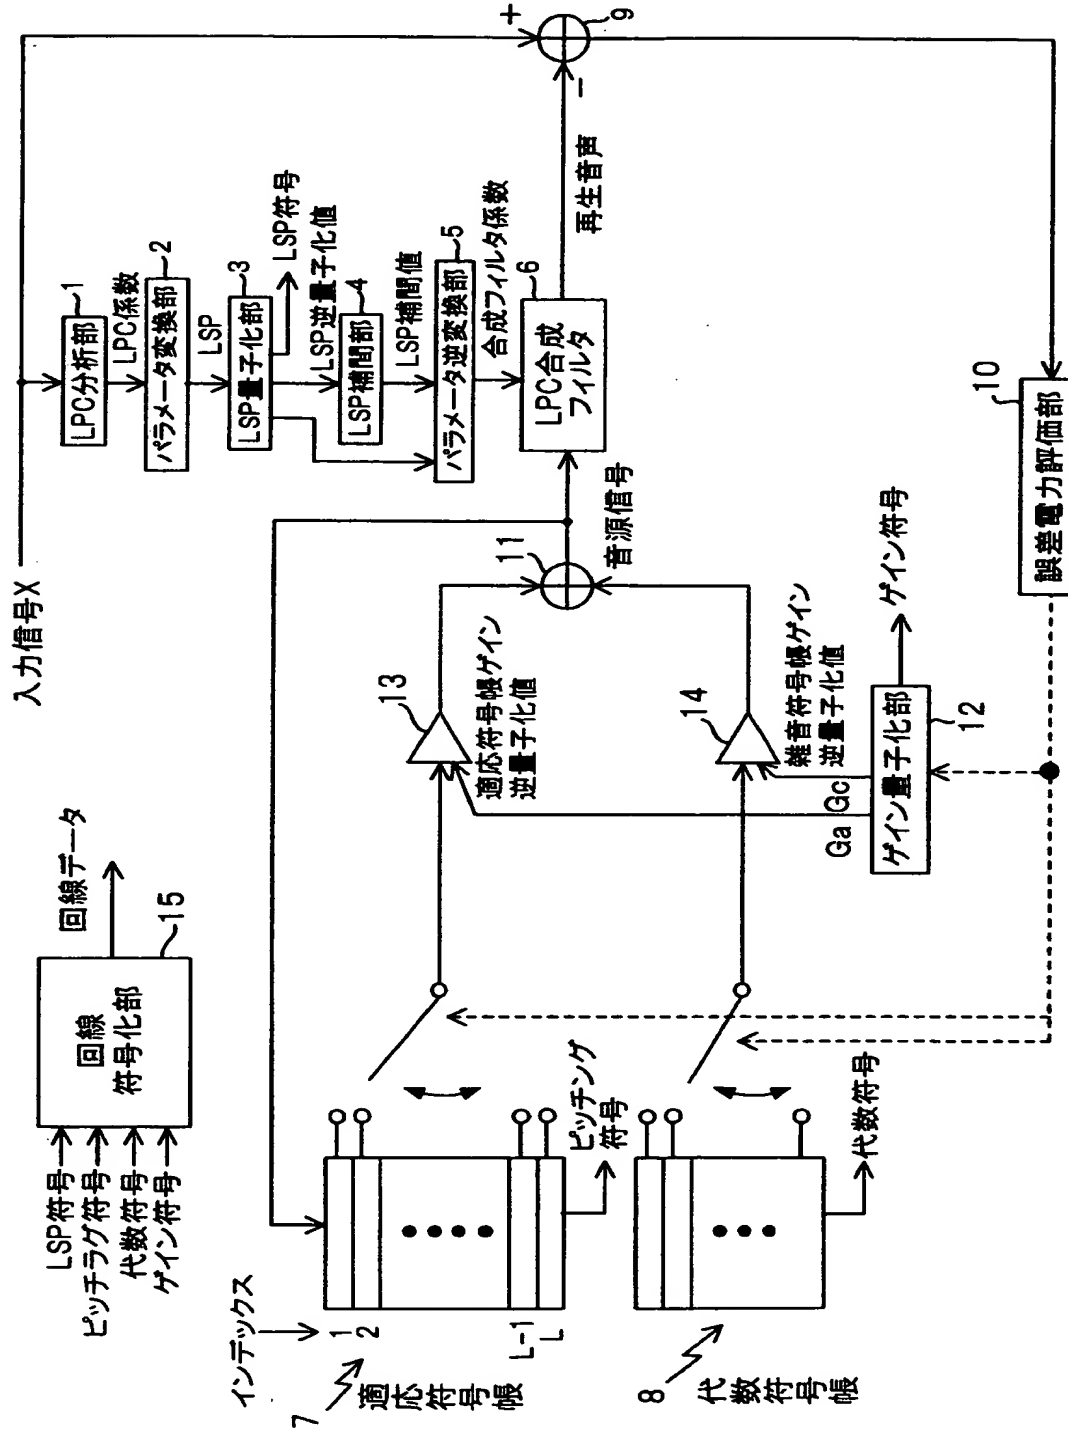 入力信号X
LPC分析部
1
LPC係数
パラメータ変換部
2
LSP
LSP量子化部
3
LSP符号
LSP逆量子化値
LSP補間部
4
LSP補間値
パラメータ逆変換部
5
合成フィルタ係数
LPC合成
フィルタ
6
再生音声
+
−
9
誤差電力評価部
10
音源信号
11
13
適応符号帳ゲイン
逆量子化値
14
雑音符号帳ゲイン
逆量子化値
Ga
Gc
ゲイン量子化部
12
ゲイン符号
LSP符号
ピッチラグ符号
代数符号
ゲイン符号
回線
符号化部
15
回線データ
インデックス
1
2
L-1
L
7
適応符号帳
ピッチング
符号
8
代数符号帳
代数符号